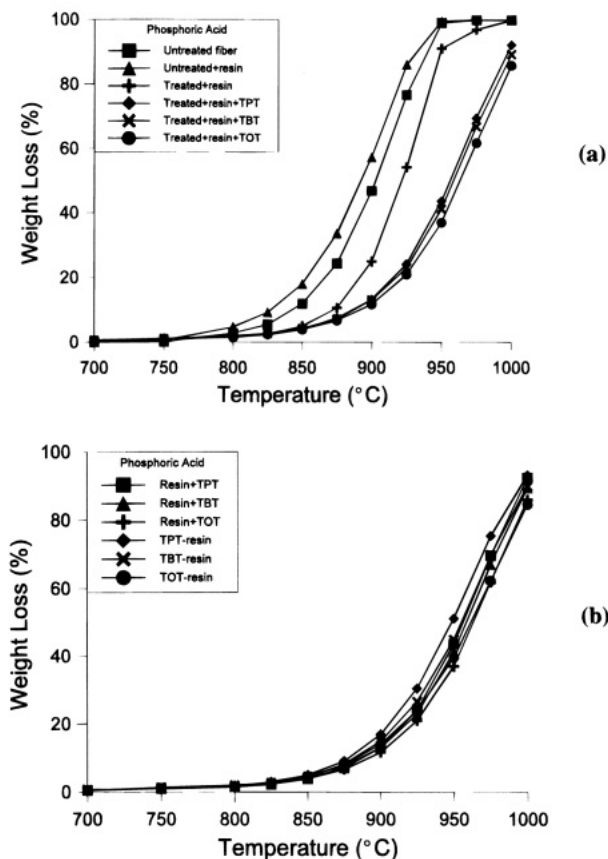 100
80
60
40
20
0
Weight Loss (%)
Phosphoric Acid
Untreated fiber
Untreated+resin
Treated+resin
Treated+resin+TPT
Treated+resin+TBT
Treated+resin+TOT
(a)
700 750 800 850 900 950 1000
Temperature (°C)
100
80
60
40
20
0
Weight Loss (%)
Phosphoric Acid
Resin+TPT
Resin+TBT
Resin+TOT
TPT-resin
TBT-resin
TOT-resin
(b)
700 750 800 850 900 950 1000
Temperature (°C)